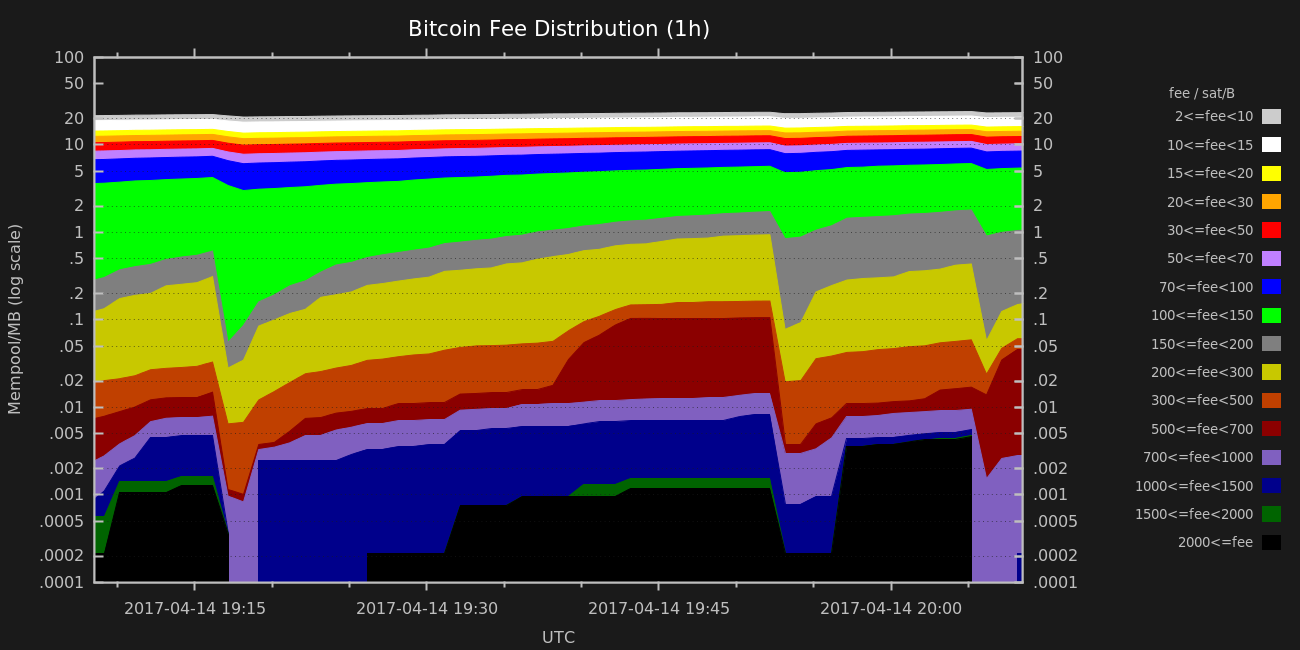 Bitcoin Fee Distribution (1h)
Mempool/MB (log scale)
100
50
20
10
5
2
1
.5
.2
.1
.05
.02
.01
.005
.002
.001
.0005
.0002
.0001
100
50
20
10
5
2
1
.5
.2
.1
.05
.02
.01
.005
.002
.001
.0005
.0002
.0001
2017-04-14 19:15
2017-04-14 19:30
2017-04-14 19:45
2017-04-14 20:00
UTC
fee / sat/B
2<=fee<10
10<=fee<15
15<=fee<20
20<=fee<30
30<=fee<50
50<=fee<70
70<=fee<100
100<=fee<150
150<=fee<200
200<=fee<300
300<=fee<500
500<=fee<700
700<=fee<1000
1000<=fee<1500
1500<=fee<2000
2000<=fee